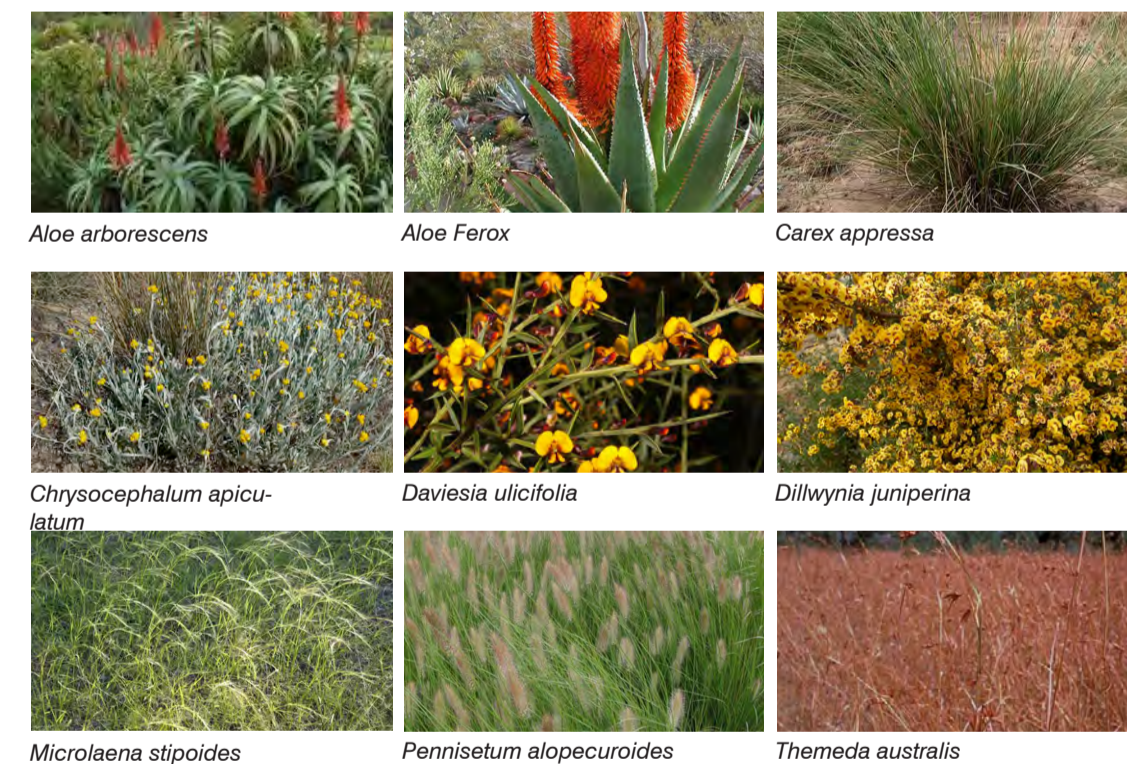 Aloe arborescens
Aloe Ferox
Carex appressa
Chrysocephalum apicu-
latum
Daviesia ulicifolia
Dillwynia juniperina
Microlaena stipoides
Pennisetum alopecuroides
Themeda australis